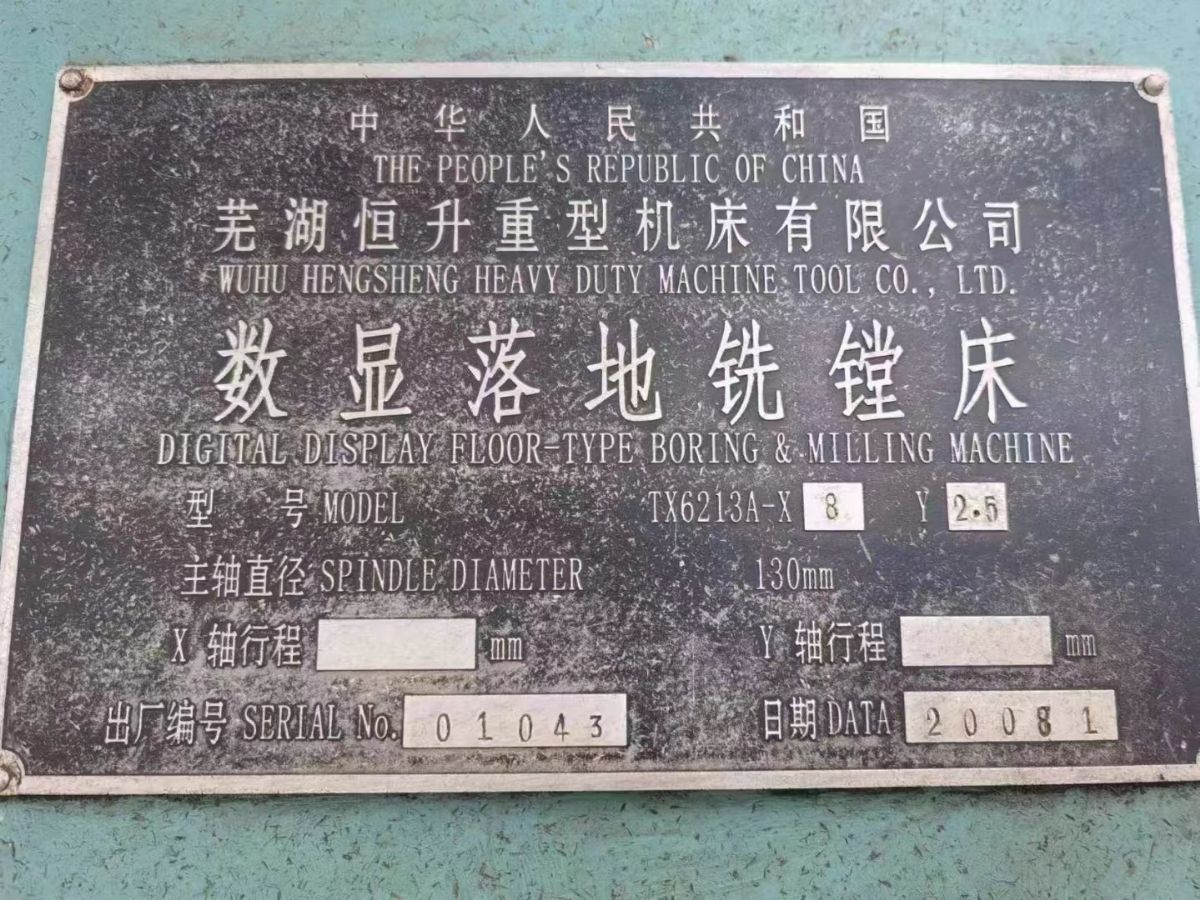 中华人民共和国
THE PEOPLE'S REPUBLIC OF CHINA
芜湖恒升重型机床有限公司
WUHU HENGSHENG HEAVY DUTY MACHINE TOOL CO., LTD.
数显落地铣镗床
DIGITAL DISPLAY FLOOR-TYPE BORING & MILLING MACHINE
型号 MODEL TX6213A-X 8 Y 2.5
主轴直径 SPINDLE DIAMETER 130mm
X 轴行程 mm Y 轴行程 mm
出厂编号 SERIAL No. 01043 日期 DATA 20081